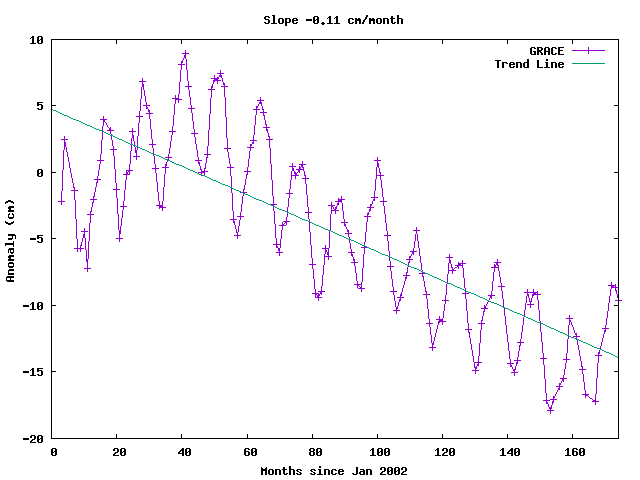 Slope -0.11 cm/month
GRACE
Trend Line
10
5
0
-5
-10
-15
-20
Anomaly (cm)
0 20 40 60 80 100 120 140 160
Months since Jan 2002